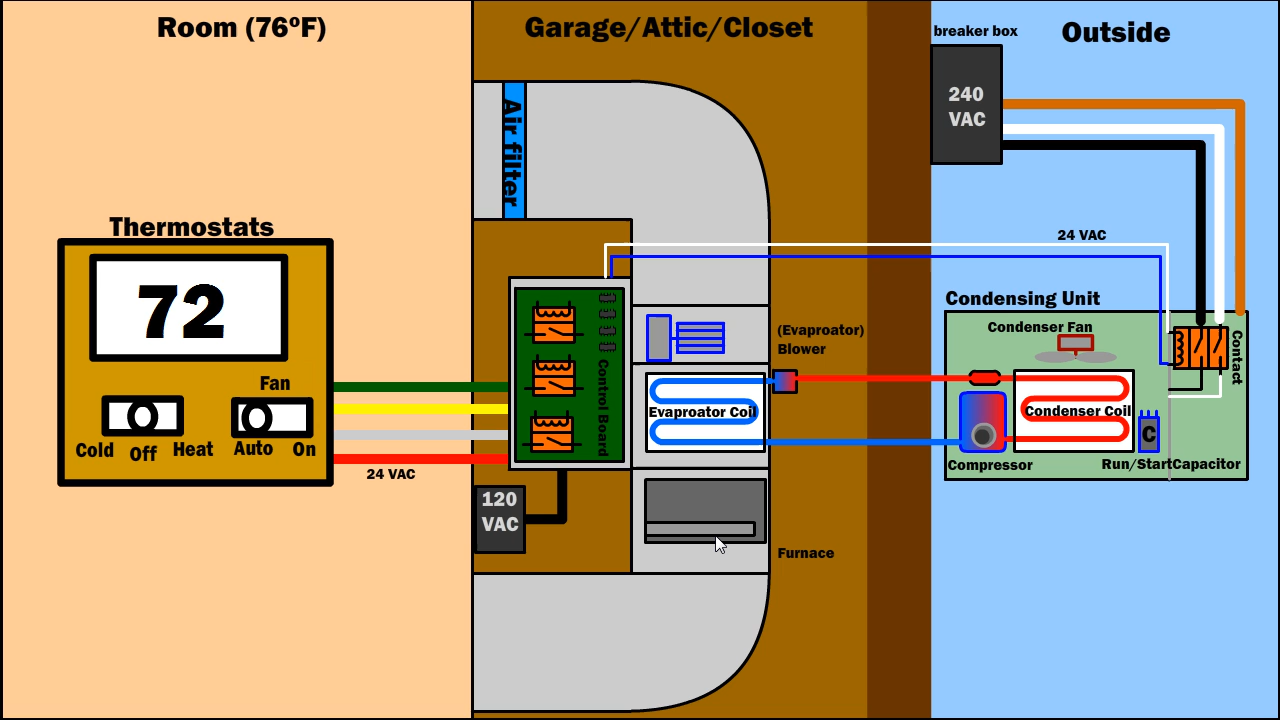 Room (76ºF)
Garage/Attic/Closet
Outside
breaker box
240
VAC
Air filter
Thermostats
72
Fan
Cold
Off
Heat
Auto
On
24 VAC
Control Board
120
VAC
(Evaproator)
Blower
Evaproator Coil
Furnace
24 VAC
Condensing Unit
Condenser Fan
Contact
Condenser Coil
C
Compressor
Run/StartCapacitor